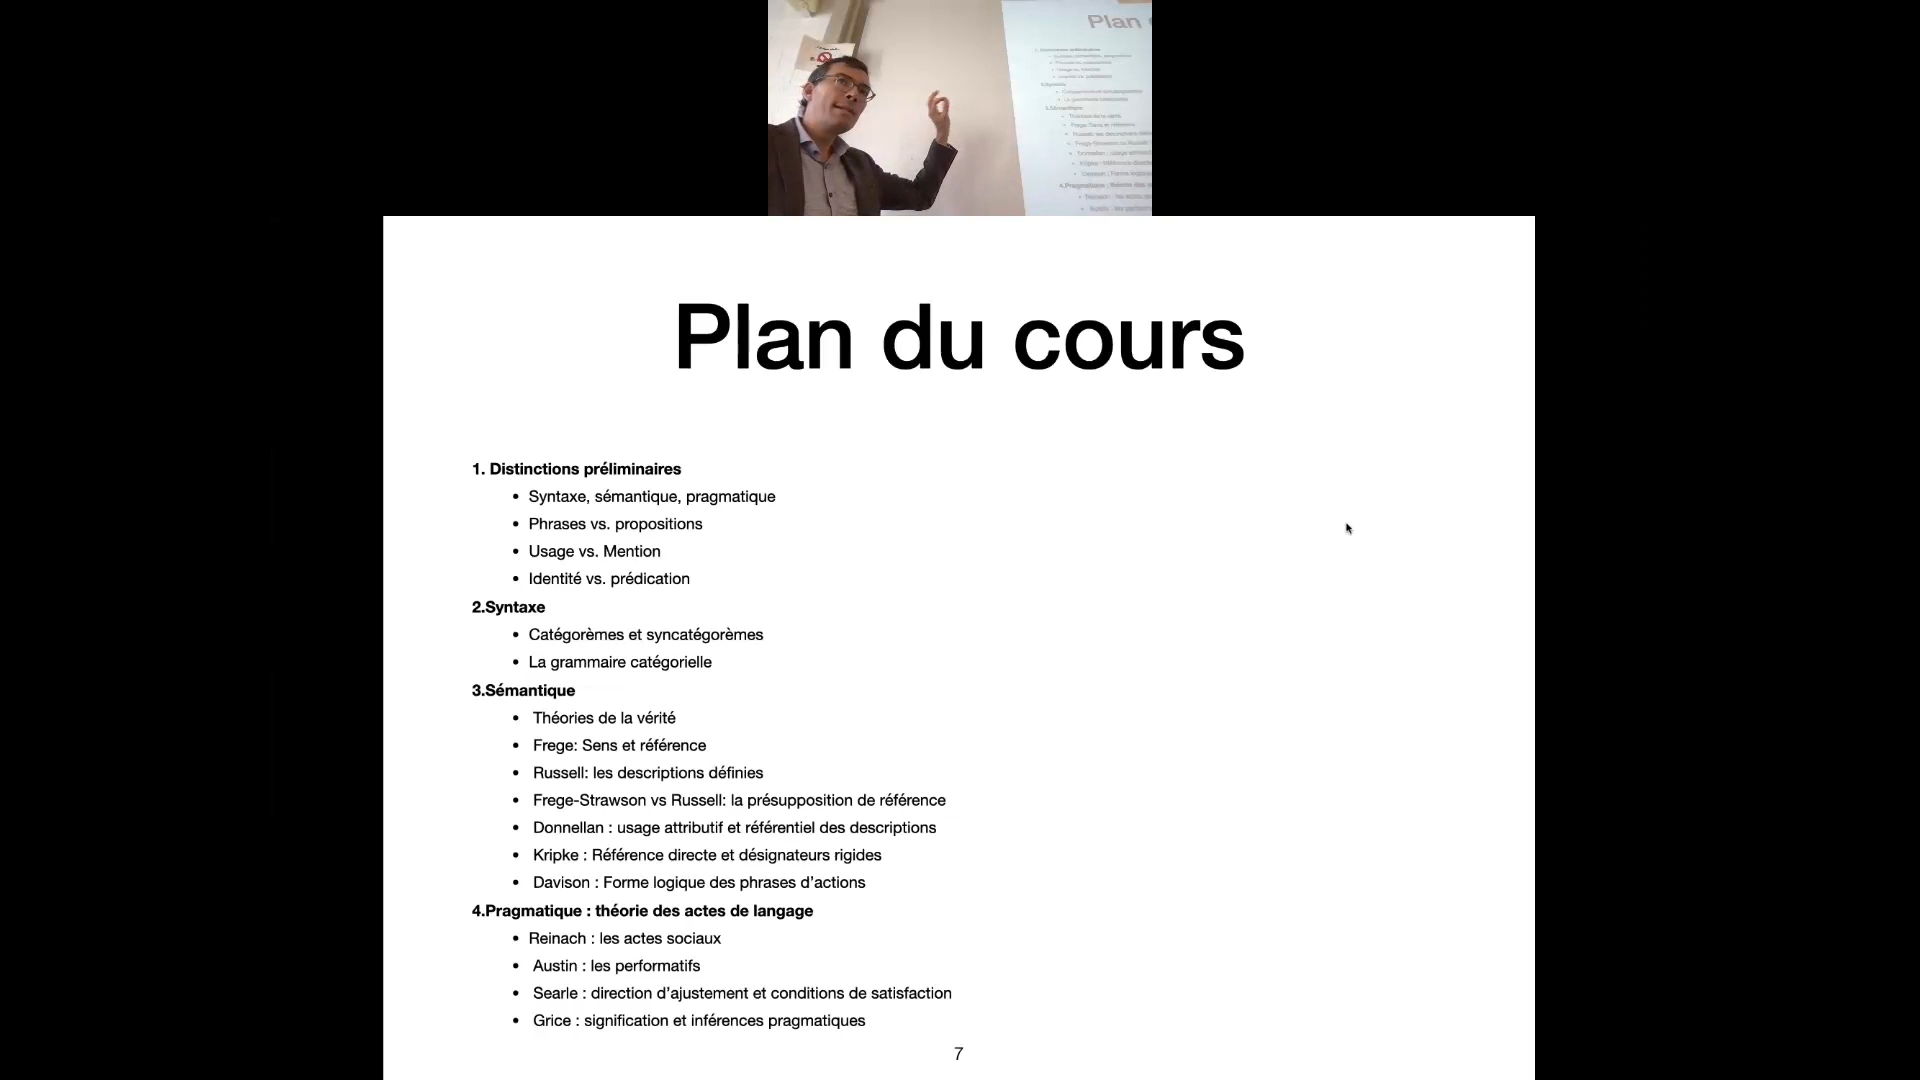 Plan
Plan du cours
1. Distinctions préliminaires
• Syntaxe, sémantique, pragmatique
• Phrases vs. propositions
• Usage vs. Mention
• Identité vs. prédication
2.Syntaxe
• Catégorèmes et syncatégorèmes
• La grammaire catégorielle
3.Sémantique
• Théories de la vérité
• Frege: Sens et référence
• Russell: les descriptions définies
• Frege-Strawson vs Russell: la présupposition de référence
• Donnellan : usage attributif et référentiel des descriptions
• Kripke : Référence directe et désignateurs rigides
• Davison : Forme logique des phrases d’actions
4.Pragmatique : théorie des actes de langage
• Reinach : les actes sociaux
• Austin : les performatifs
• Searle : direction d’ajustement et conditions de satisfaction
• Grice : signification et inférences pragmatiques
7